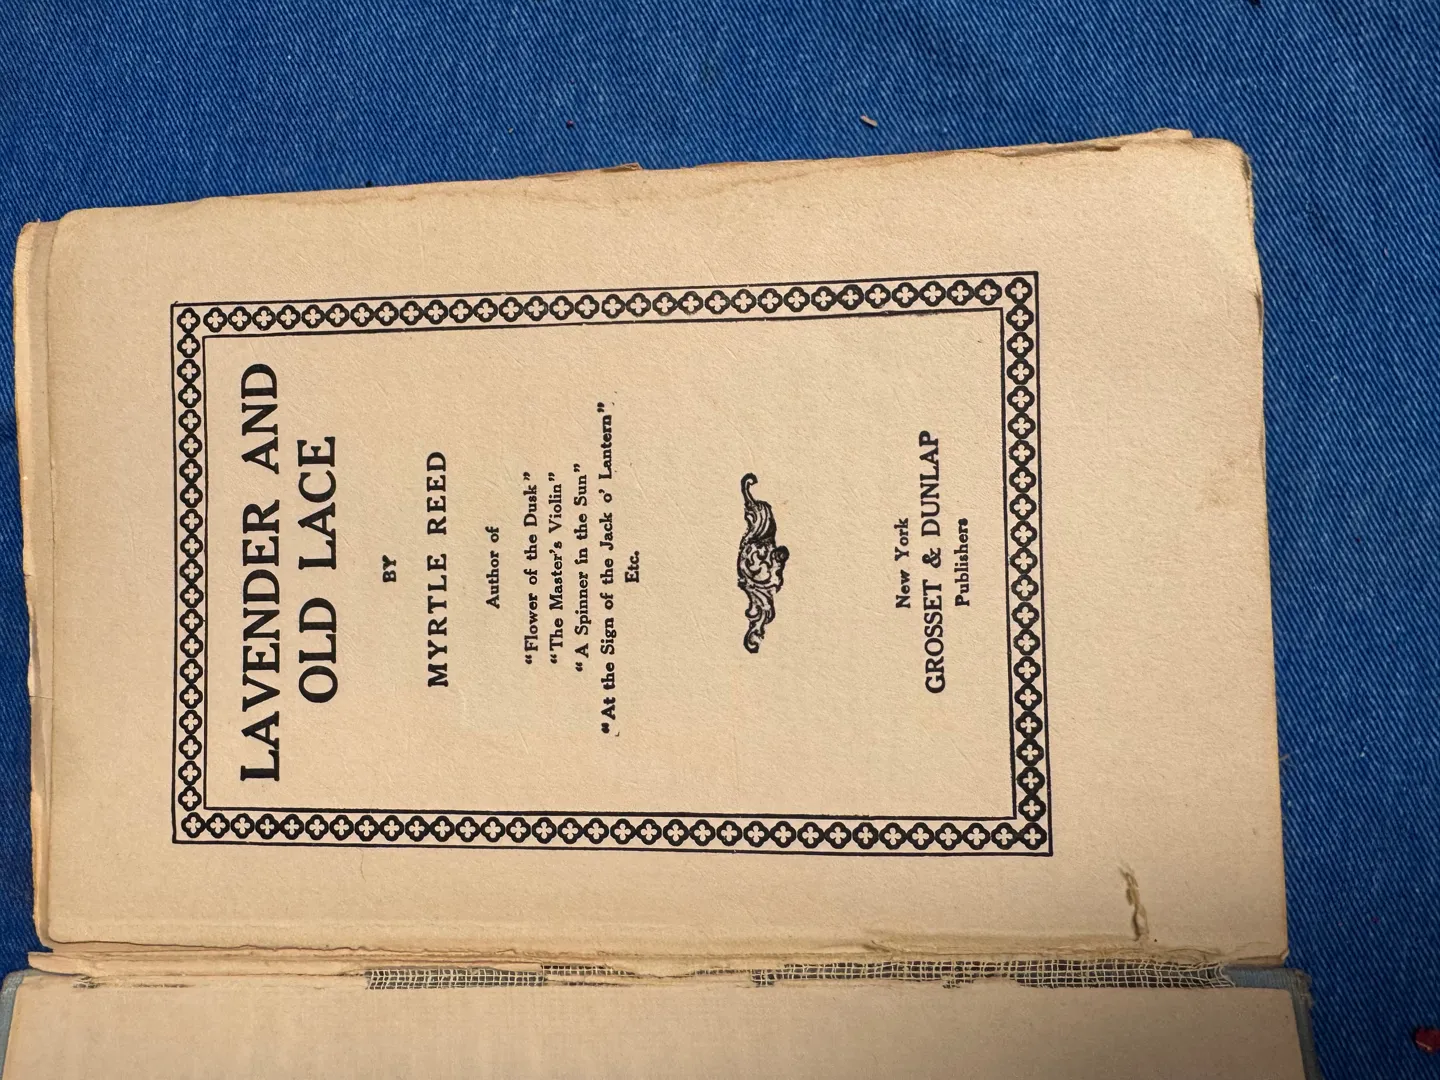 LAVENDER AND
OLD LACE
BY
MYRTLE REED
Author of
“Flower of the Dusk”
“The Master's Violin”
“A Spinner in the Sun”
“At the Sign of the Jack o' Lantern”
Etc.
New York
GROSSET & DUNLAP
Publishers